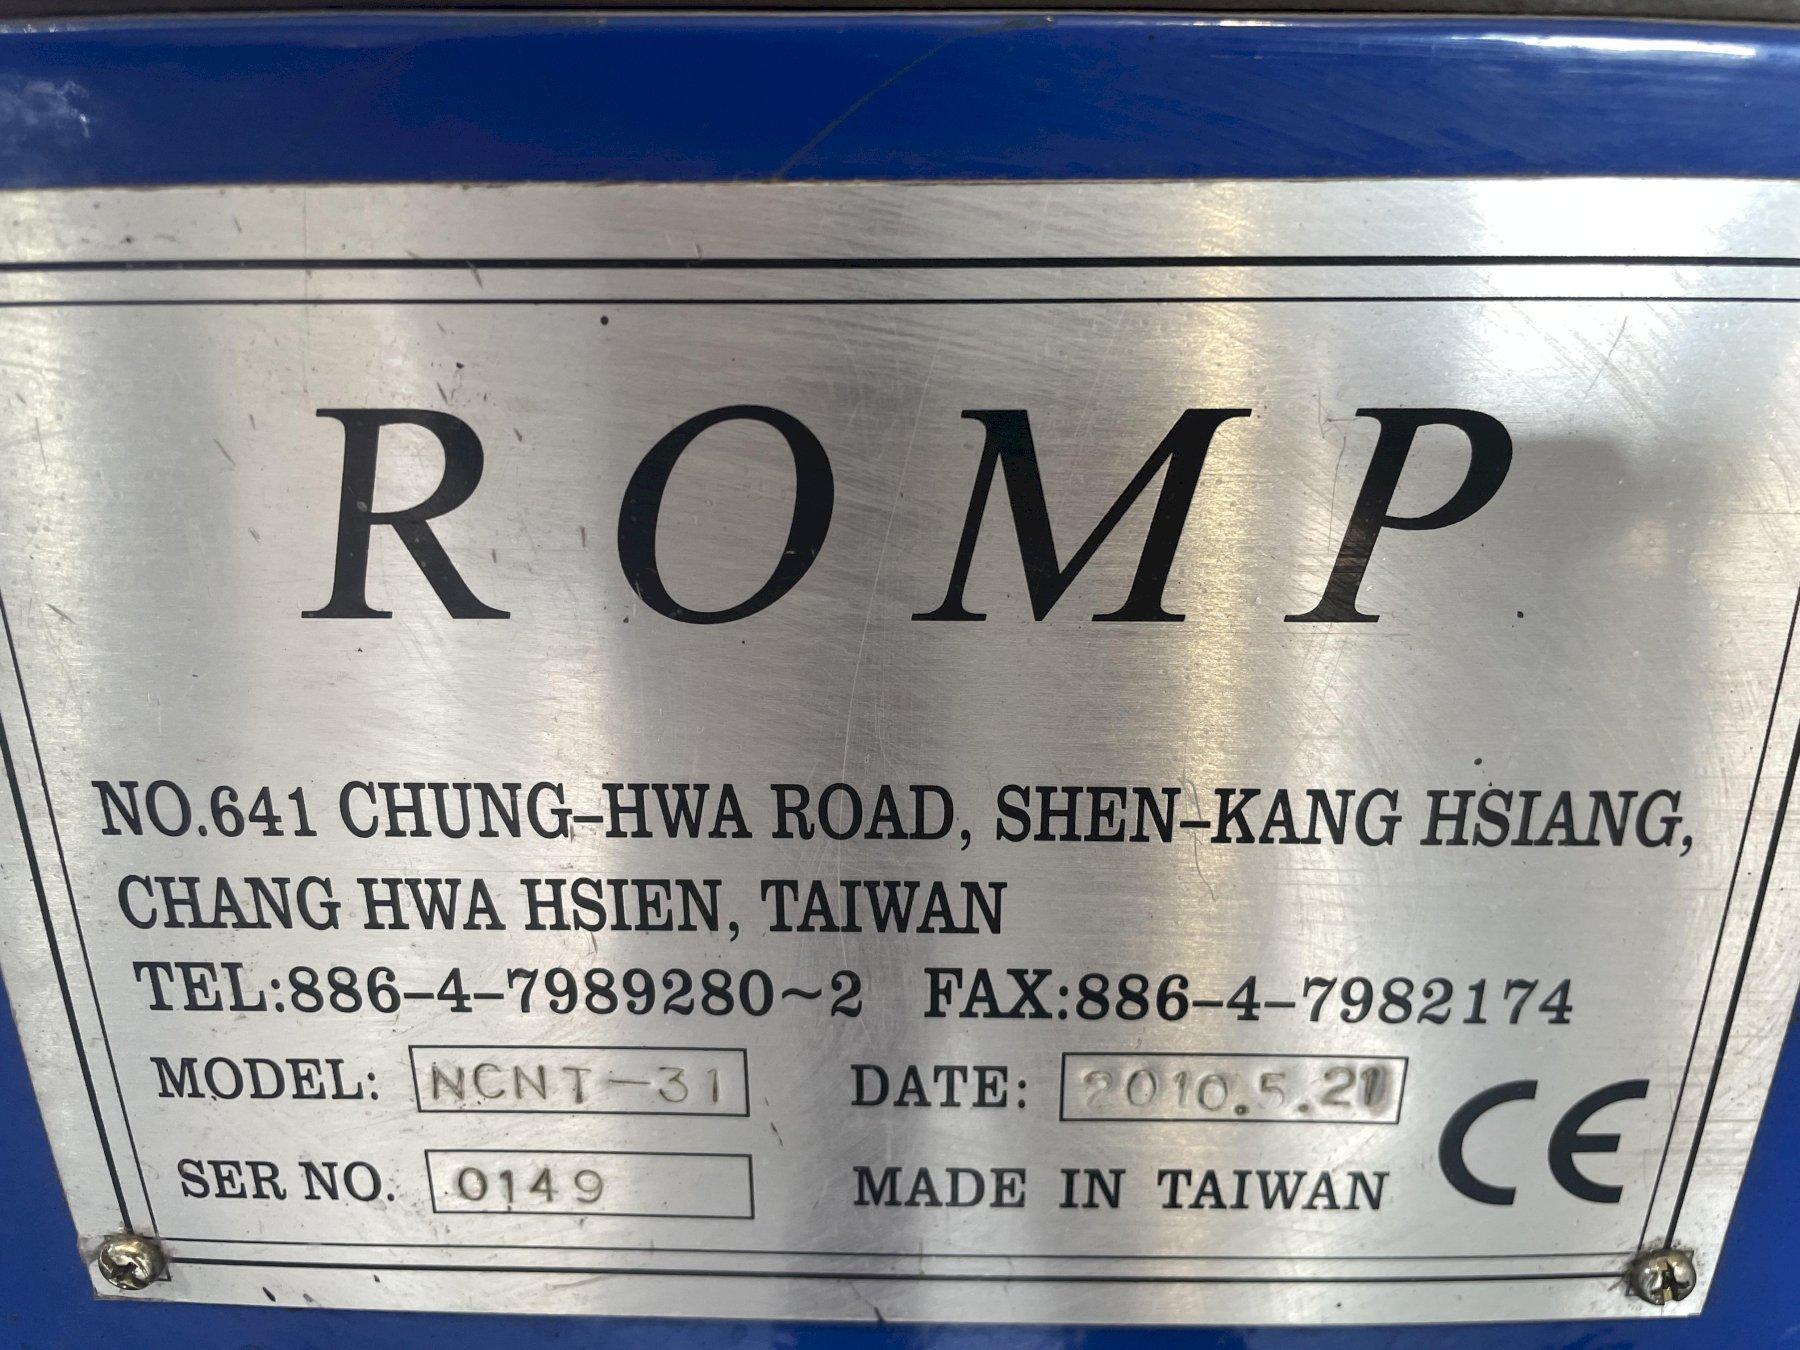 ROMP
NO.641 CHUNG-HWA ROAD, SHEN-KANG HSIANG,
CHANG HWA HSIEN, TAIWAN
TEL:886-4-7989280~2 FAX:886-4-7982174
MODEL: NCNT-31 DATE: 2010.5.21
SER NO. 0149 MADE IN TAIWAN CE